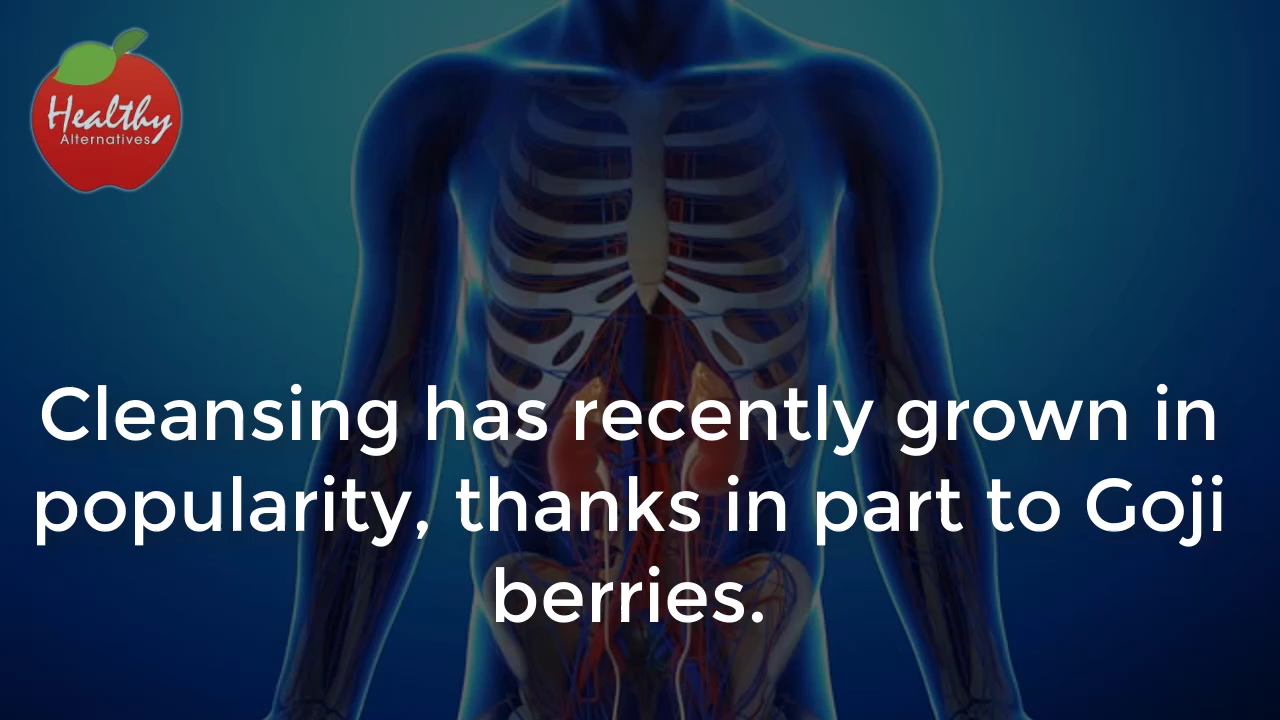 Healthy
Alternatives
Cleansing has recently grown in
popularity, thanks in part to Goji
berries.